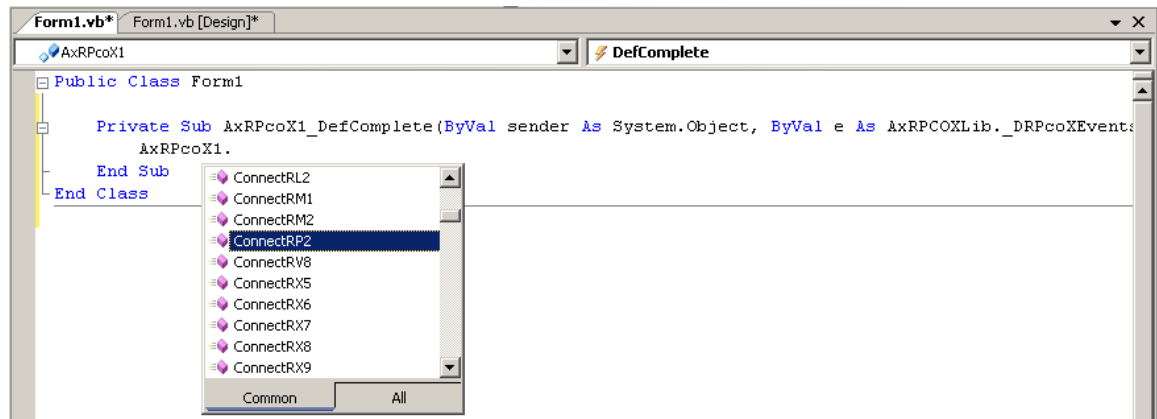 Form1.vb* Form1.vb [Design]*
AxRPcoX1 DefComplete
Public Class Form1
Private Sub AxRPcoX1_DefComplete(ByVal sender As System.Object, ByVal e As AxRPCOXLib._DRPcoXEvents
AxRPcoX1.
End Sub
End Class
ConnectRL2
ConnectRM1
ConnectRM2
ConnectRP2
ConnectRV8
ConnectRX5
ConnectRX6
ConnectRX7
ConnectRX8
ConnectRX9
Common All